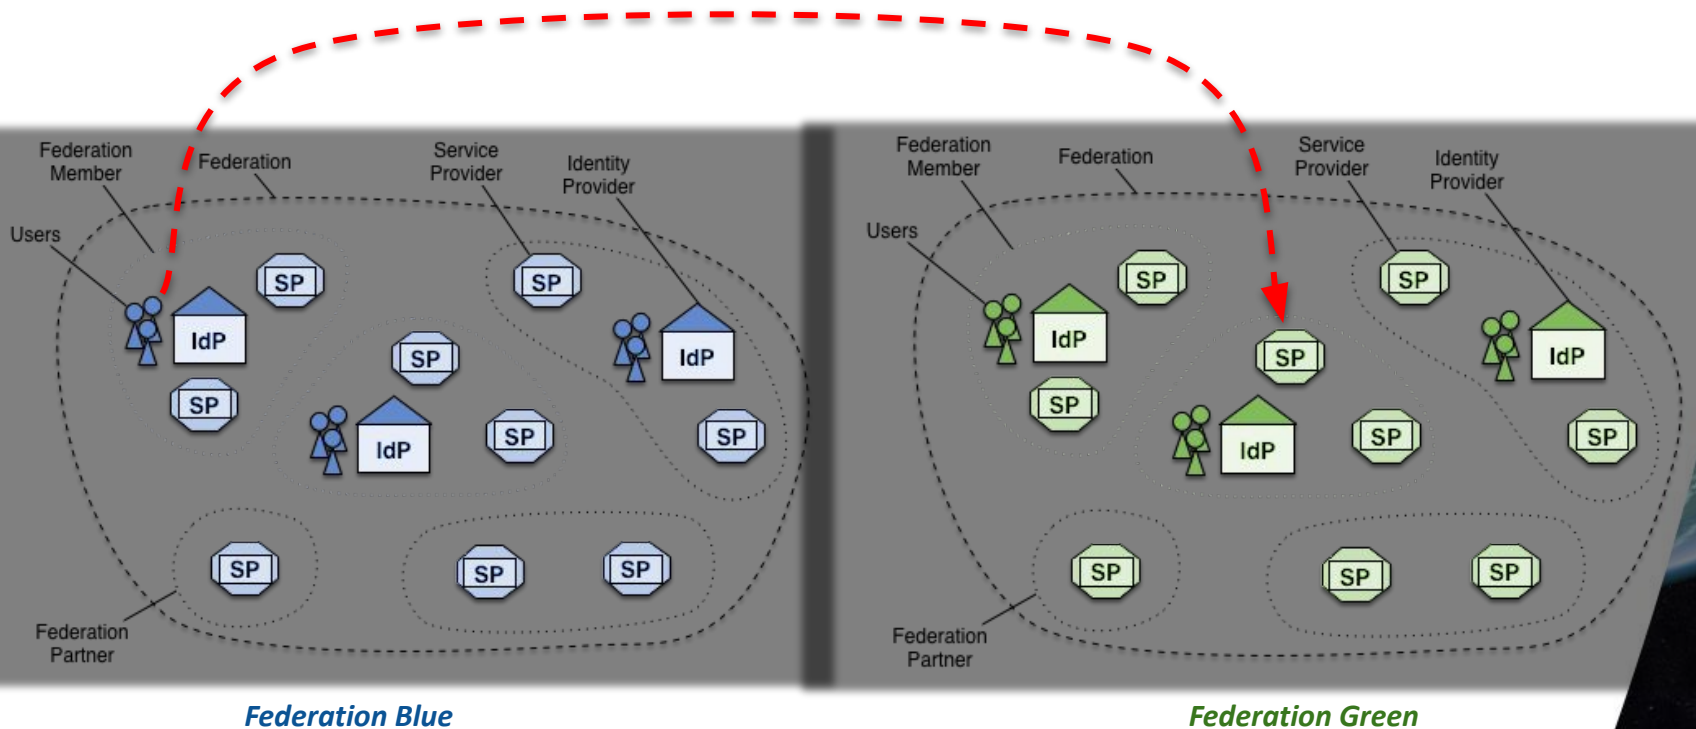 Federation
Member
Federation
Service
Provider
Identity
Provider
Users
SP
SP
IdP
IdP
SP
SP
SP
IdP
SP
SP
SP
SP
Federation
Partner
Federation Blue
Federation
Member
Federation
Service
Provider
Identity
Provider
Users
SP
SP
IdP
IdP
SP
SP
SP
IdP
SP
SP
SP
SP
Federation
Partner
Federation Green